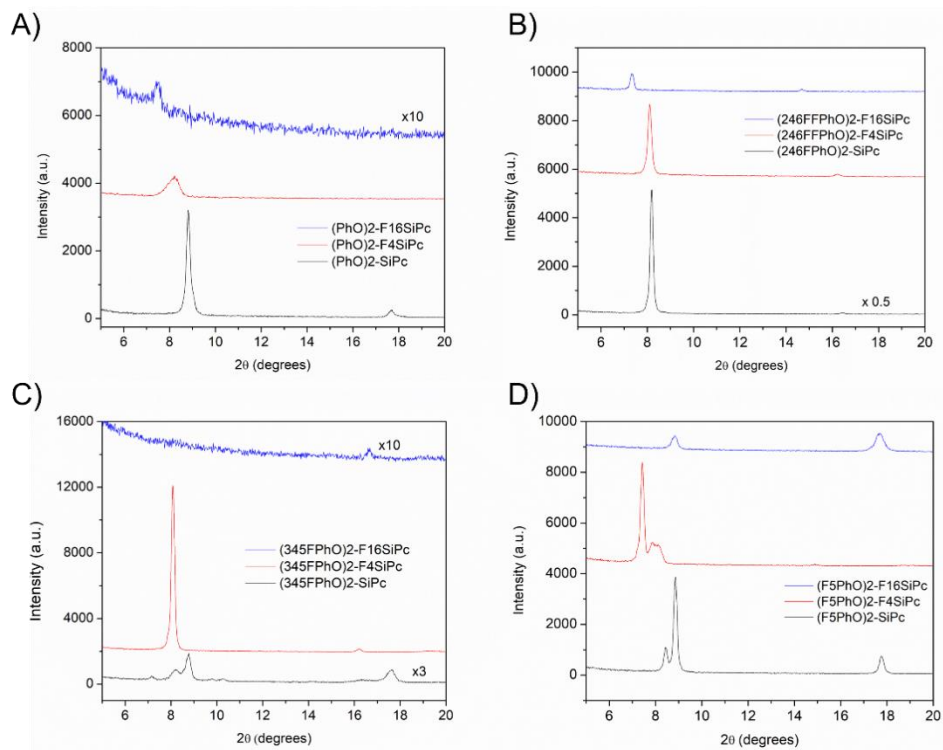 A)
8000
6000
4000
2000
0
Intensity (a.u.)
x10
(PhO)2-F16SiPc
(PhO)2-F4SiPc
(PhO)2-SiPc
6 8 10 12 14 16 18 20
2θ (degrees)
B)
10000
8000
6000
4000
2000
0
Intensity (a.u.)
(246FFPhO)2-F16SiPc
(246FFPhO)2-F4SiPc
(246FPhO)2-SiPc
x 0.5
6 8 10 12 14 16 18 20
2θ (degrees)
C)
16000
12000
8000
4000
0
Intensity (a.u.)
x10
(345FPhO)2-F16SiPc
(345FPhO)2-F4SiPc
(345FPhO)2-SiPc
x3
6 8 10 12 14 16 18 20
2θ (degrees)
D)
10000
8000
6000
4000
2000
0
Intensity (a.u.)
(F5PhO)2-F16SiPc
(F5PhO)2-F4SiPc
(F5PhO)2-SiPc
6 8 10 12 14 16 18 20
2θ (degrees)